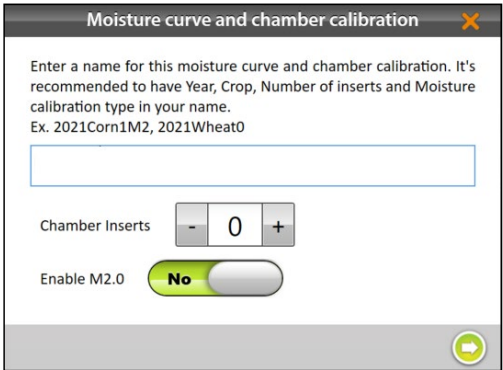 Moisture curve and chamber calibration
Enter a name for this moisture curve and chamber calibration. It's
recommended to have Year, Crop, Number of inserts and Moisture
calibration type in your name.
Ex. 2021Corn1M2, 2021Wheat0
Chamber Inserts - 0 +
Enable M2.0 No